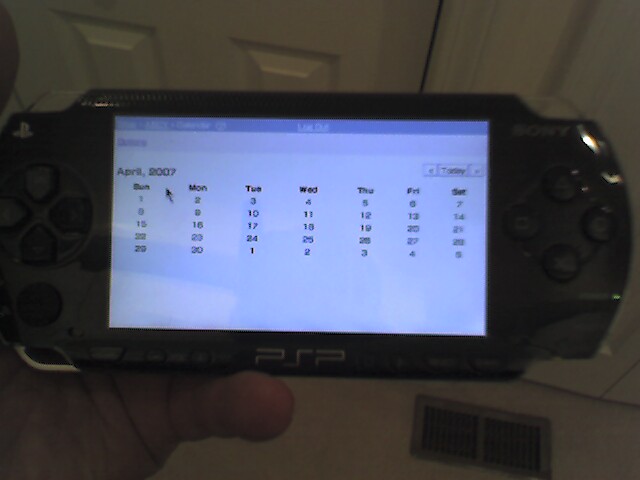 Calendar
Log Out
SONY
April, 2007
< Today >
Sun Mon Tue Wed Thu Fri Sat
1 2 3 4 5 6 7
8 9 10 11 12 13 14
15 16 17 18 19 20 21
22 23 24 25 26 27 28
29 30 1 2 3 4 5
PSP